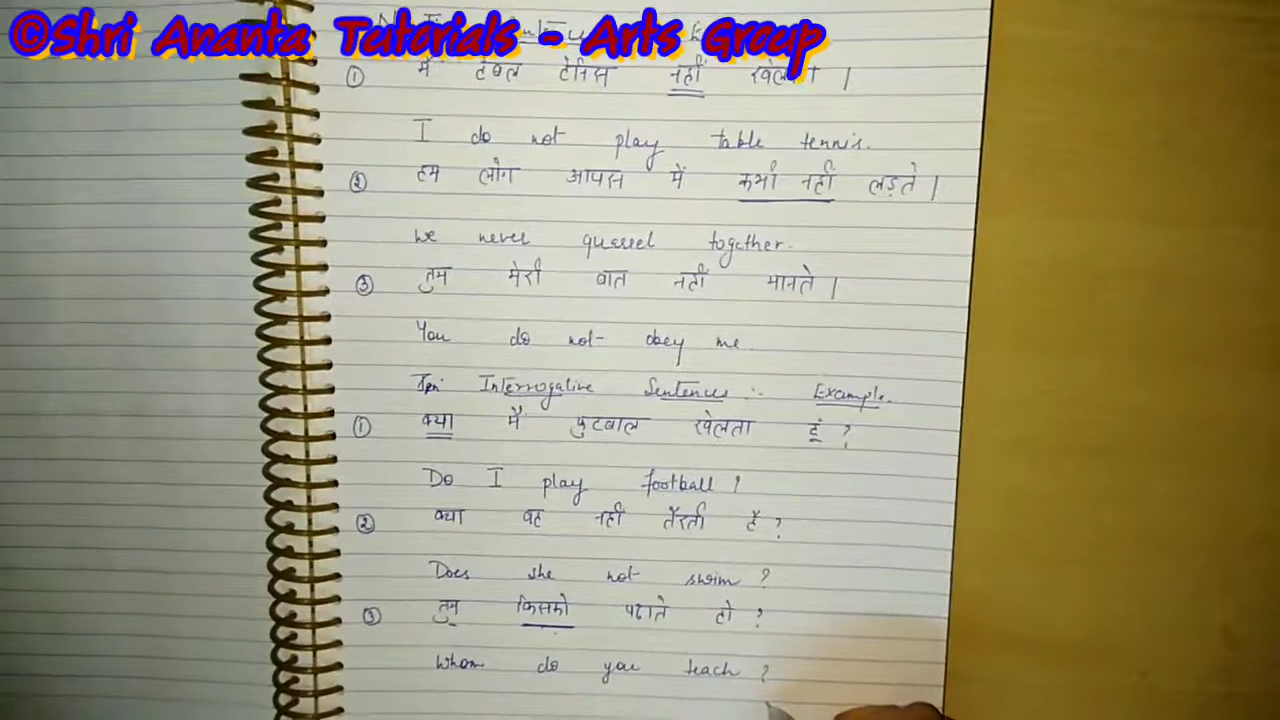 ©Shri Ananta Tutorials - Arts Group
① मैं टेबल टेनिस नहीं खेलता ।
I do not play table tennis.
② हम लोग आपस में कभी नहीं लड़ते ।
We never quarrel together.
③ तुम मेरी बात नहीं मानते ।
You do not obey me
Interrogative Sentences :- Example.
① क्या मैं फुटबाल खेलता हूं ?
Do I play football ?
② क्या वह नहीं तैरती है ?
Does she not swim ?
③ तुम किसको पढाते हो ?
Whom do you teach ?